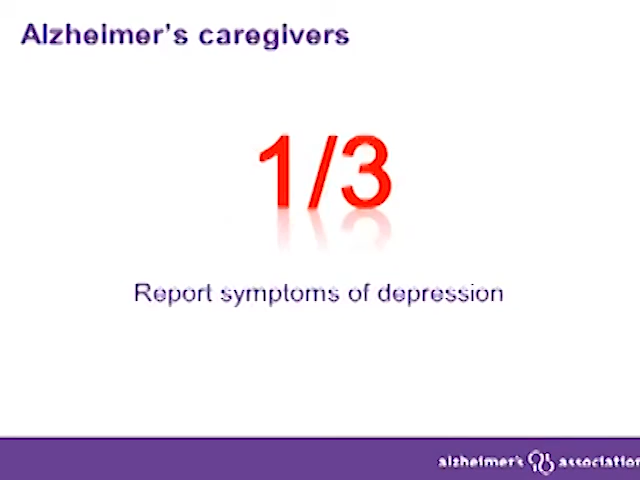 Alzheimer's caregivers
1/3
Report symptoms of depression
alzheimer's association